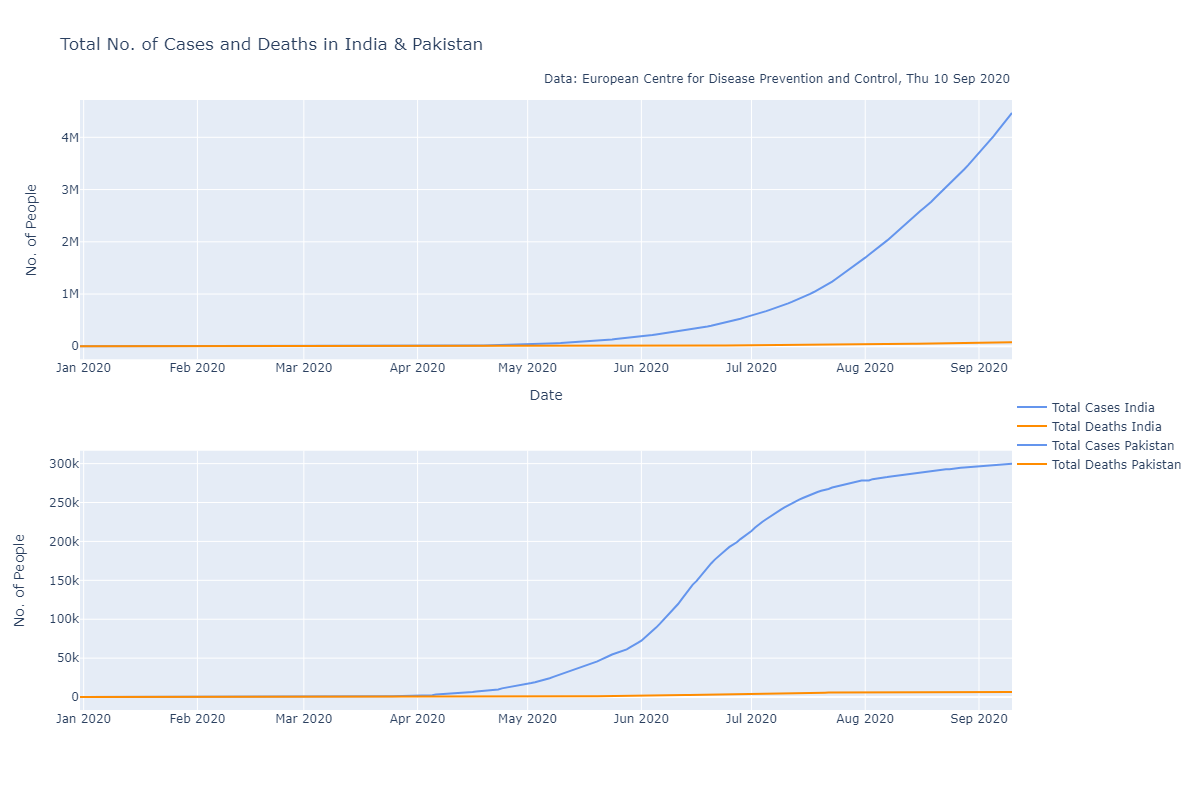 Total No. of Cases and Deaths in India & Pakistan
Data: European Centre for Disease Prevention and Control, Thu 10 Sep 2020
No. of People
4M
3M
2M
1M
0
Jan 2020 Feb 2020 Mar 2020 Apr 2020 May 2020 Jun 2020 Jul 2020 Aug 2020 Sep 2020
Date
Total Cases India
Total Deaths India
Total Cases Pakistan
Total Deaths Pakistan
No. of People
300k
250k
200k
150k
100k
50k
0
Jan 2020 Feb 2020 Mar 2020 Apr 2020 May 2020 Jun 2020 Jul 2020 Aug 2020 Sep 2020